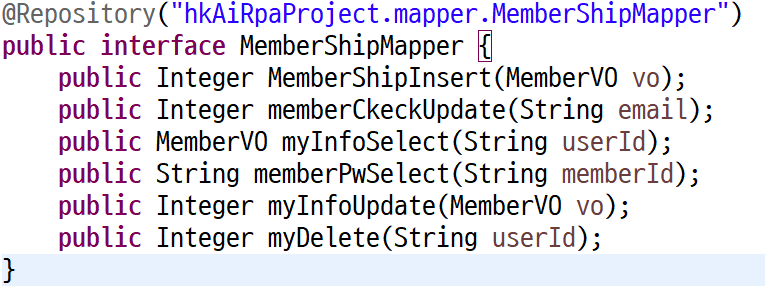 @Repository("hkAiRpaProject.mapper.MemberShipMapper")
public interface MemberShipMapper {
    public Integer MemberShipInsert(MemberVO vo);
    public Integer memberCkeckUpdate(String email);
    public MemberVO myInfoSelect(String userId);
    public String memberPwSelect(String memberId);
    public Integer myInfoUpdate(MemberVO vo);
    public Integer myDelete(String userId);
}